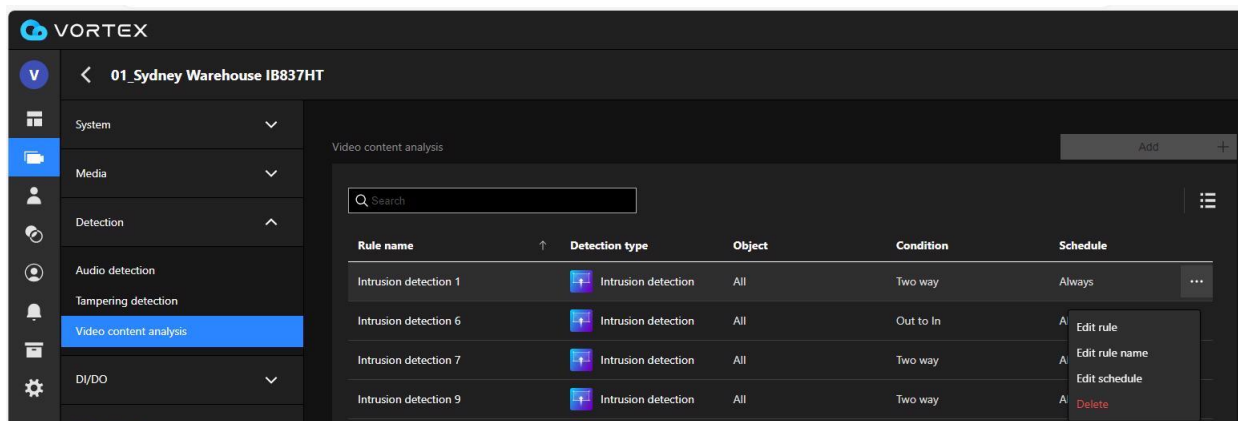 VORTEX
V
01_Sydney Warehouse IB837HT
System
Media
Detection
Audio detection
Tampering detection
Video content analysis
DI/DO
Video content analysis
Add +
Search
Rule name ↑ Detection type Object Condition Schedule
Intrusion detection 1 Intrusion detection All Two way Always ...
Intrusion detection 6 Intrusion detection All Out to In
Intrusion detection 7 Intrusion detection All Two way
Intrusion detection 9 Intrusion detection All Two way
Edit rule
Edit rule name
Edit schedule
Delete